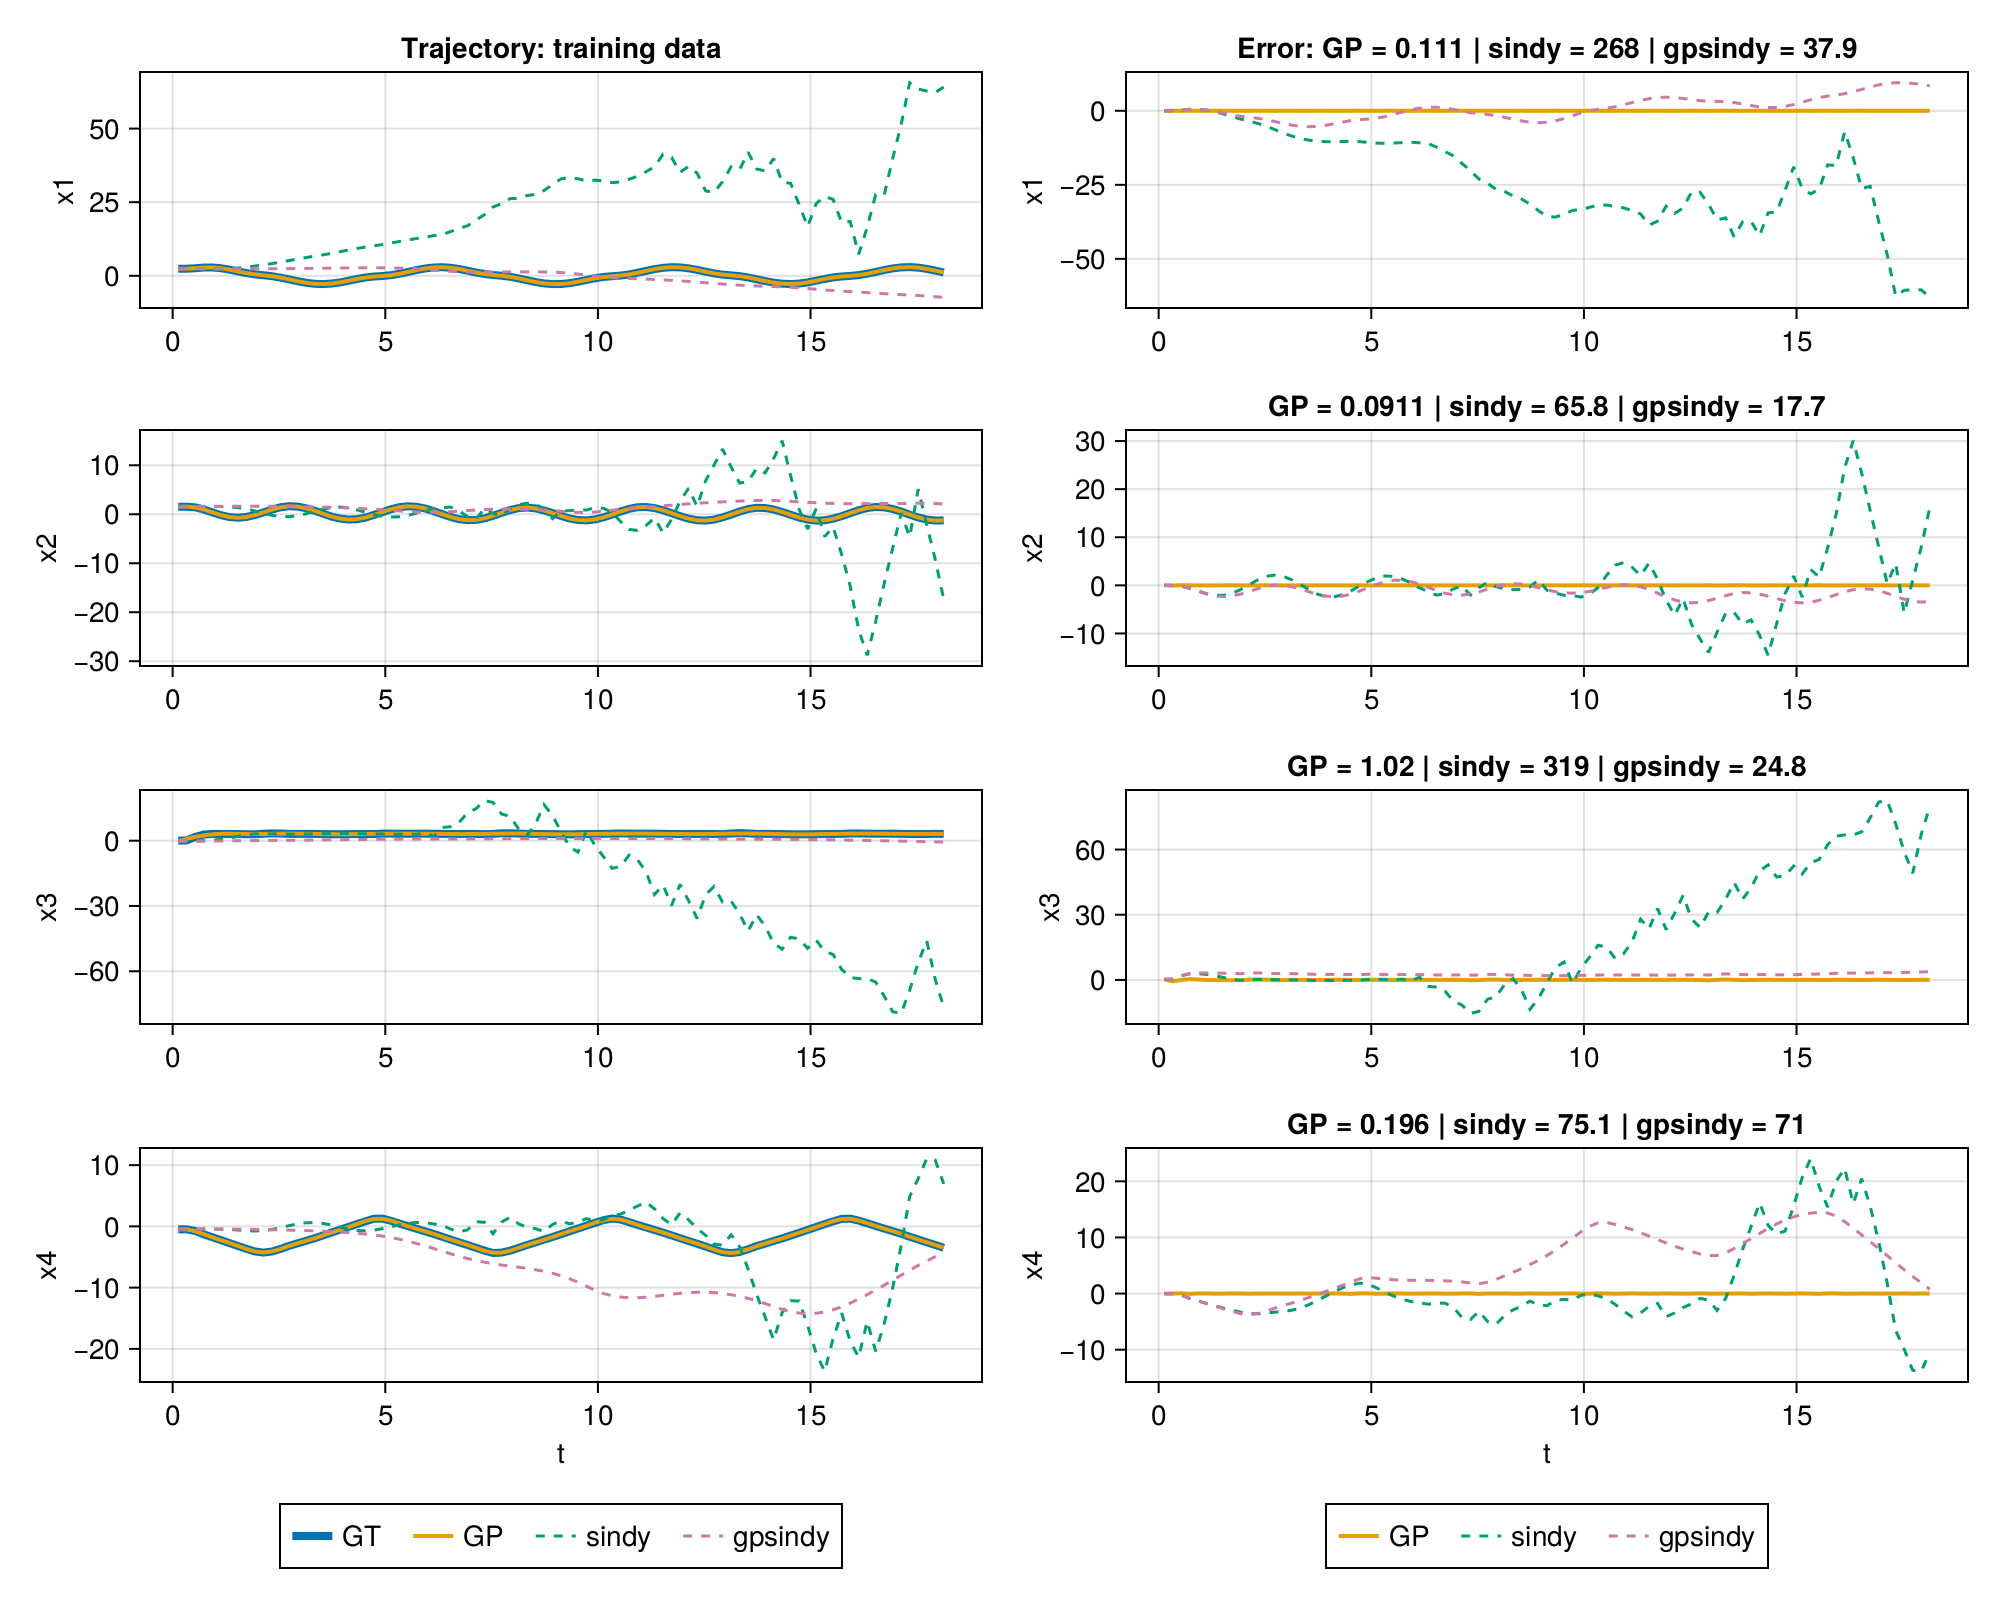 Trajectory: training data
Error: GP = 0.111 | sindy = 268 | gpsindy = 37.9
x1
50
25
0
0 5 10 15
x1
0
−25
−50
0 5 10 15
x2
10
0
−10
−20
−30
0 5 10 15
GP = 0.0911 | sindy = 65.8 | gpsindy = 17.7
x2
30
20
10
0
−10
0 5 10 15
x3
0
−30
−60
0 5 10 15
GP = 1.02 | sindy = 319 | gpsindy = 24.8
x3
60
30
0
0 5 10 15
x4
10
0
−10
−20
0 5 10 15
t
GP = 0.196 | sindy = 75.1 | gpsindy = 71
x4
20
10
0
−10
0 5 10 15
t
GT GP sindy gpsindy
GP sindy gpsindy